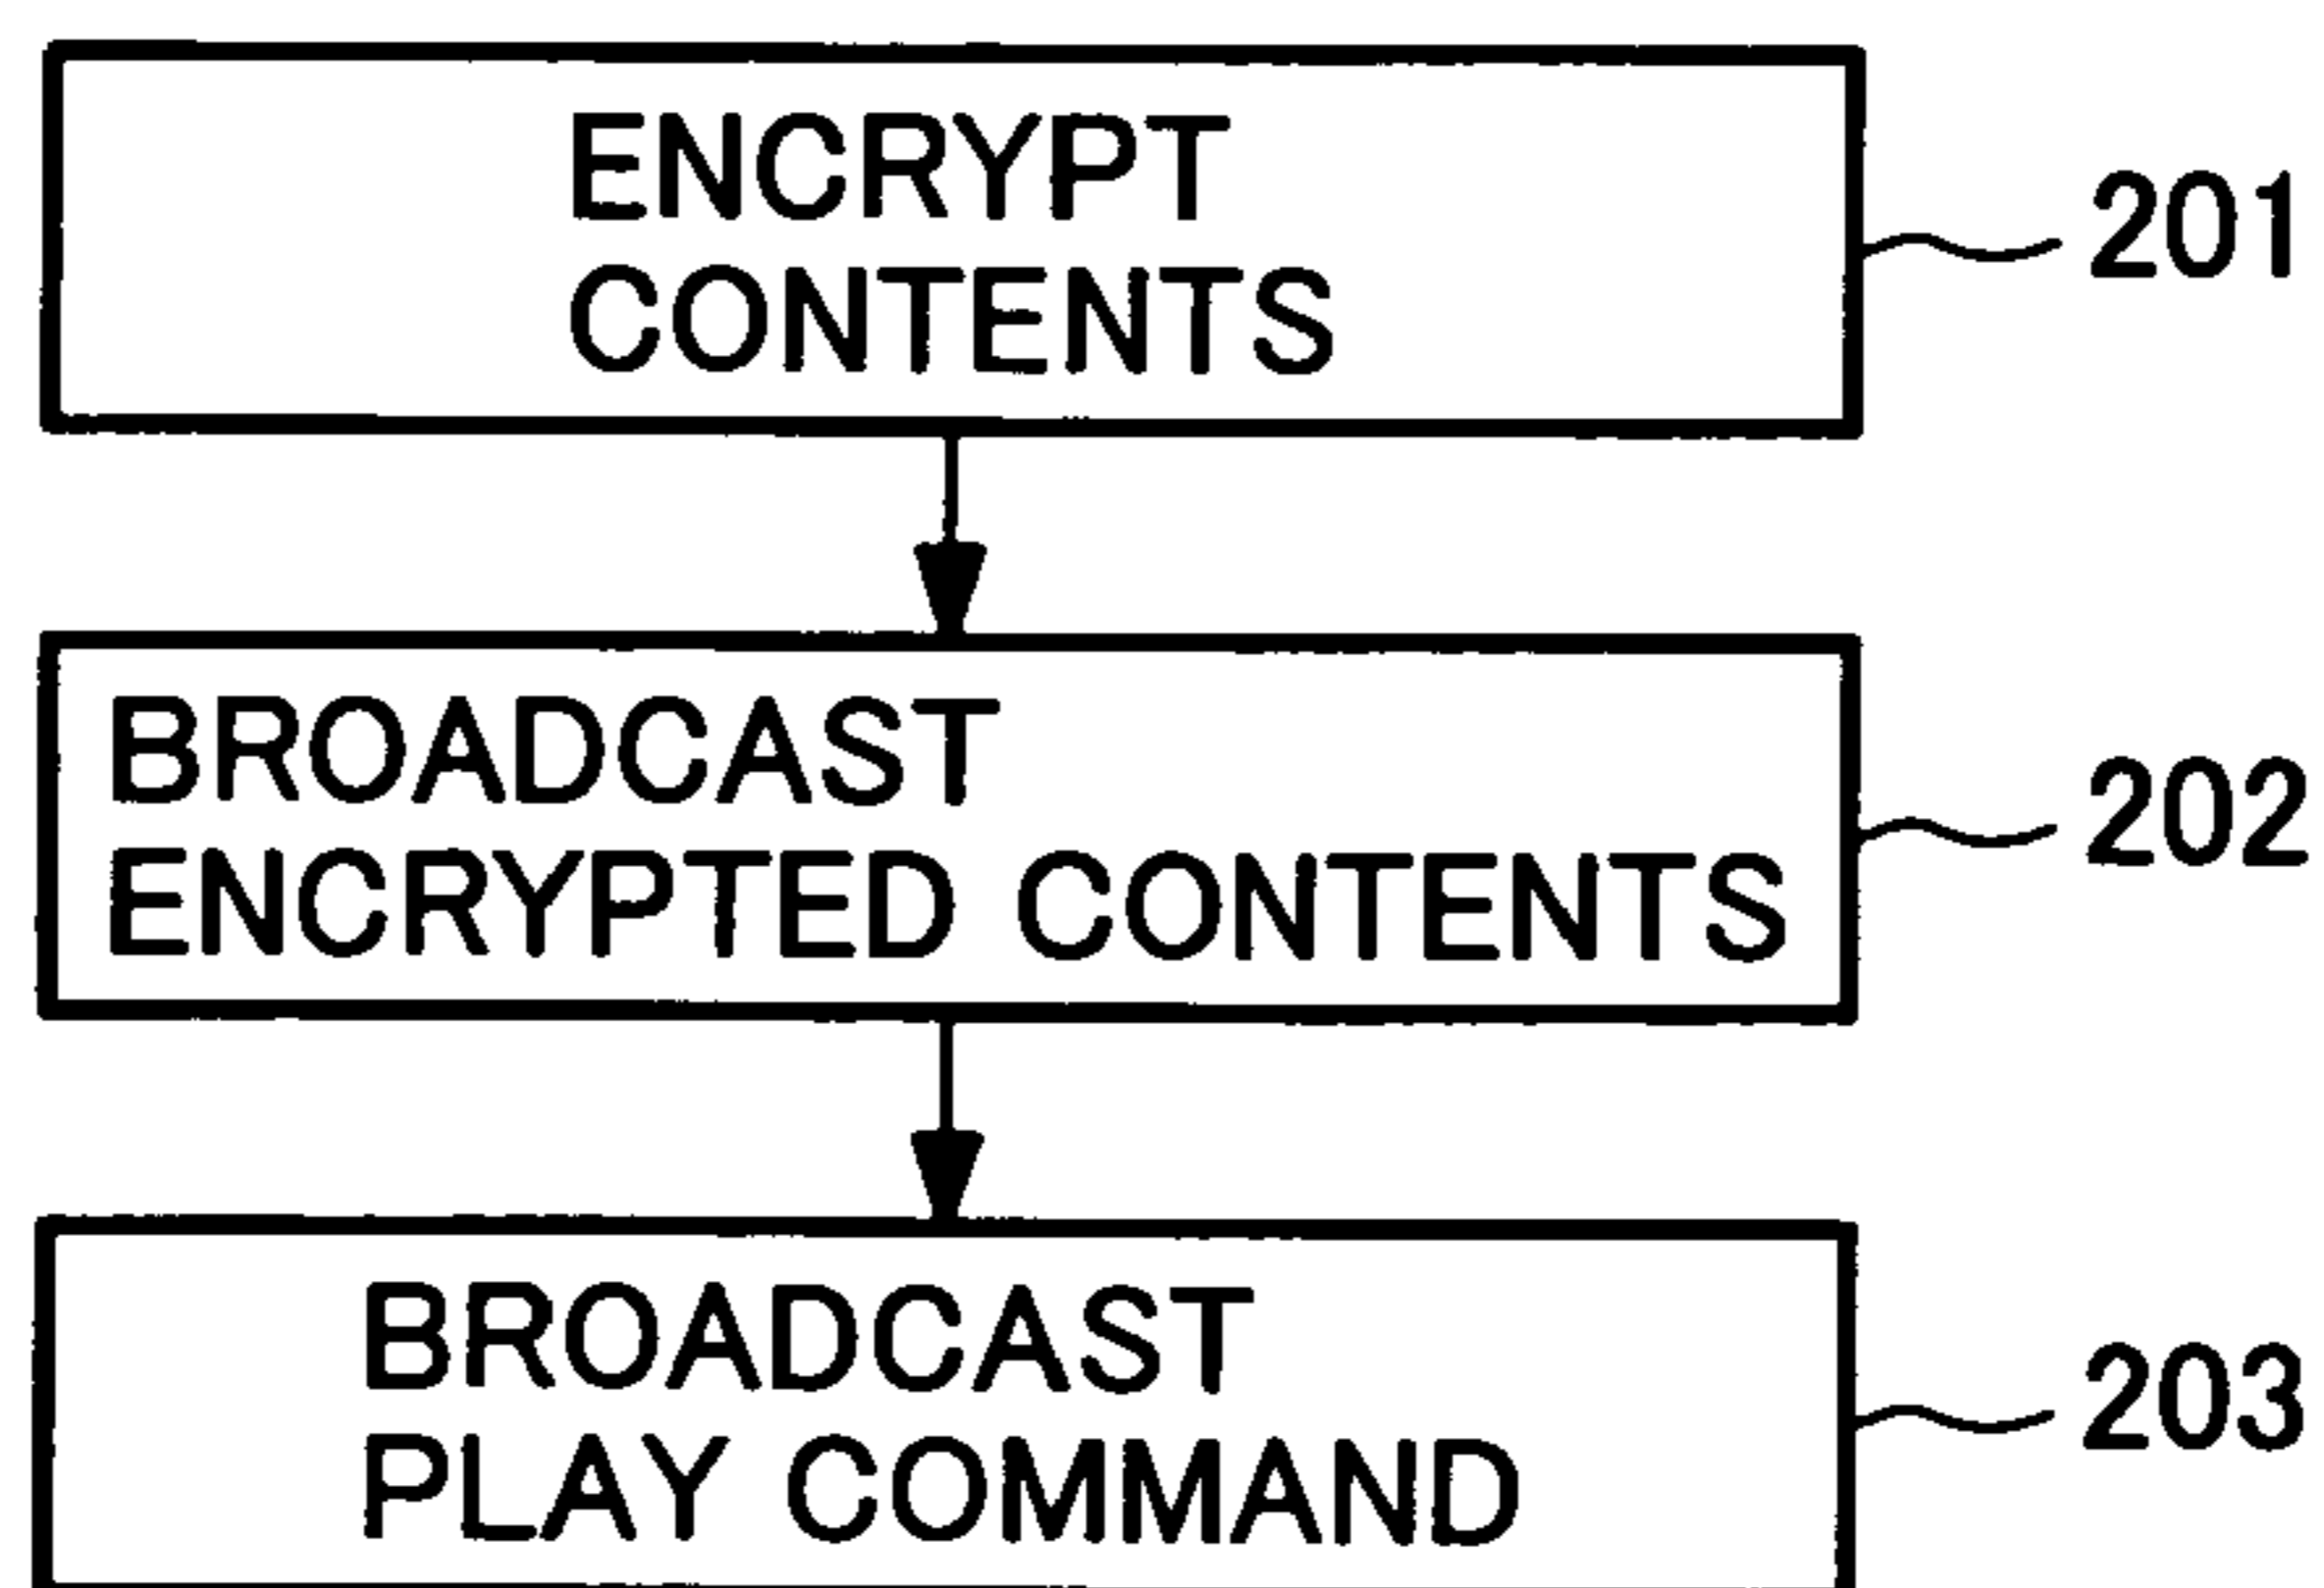 ENCRYPT
CONTENTS
201
BROADCAST
ENCRYPTED CONTENTS
202
BROADCAST
PLAY COMMAND
203